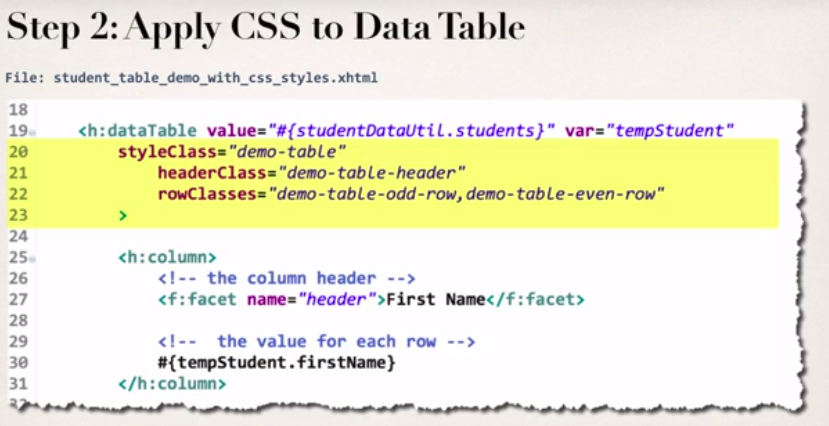 Step 2: Apply CSS to Data Table
File: student_table_demo_with_css_styles.xhtml
18
19 <h:dataTable value="#{studentDataUtil.students}" var="tempStudent"
20 styleClass="demo-table"
21 headerClass="demo-table-header"
22 rowClasses="demo-table-odd-row,demo-table-even-row"
23 >
24
25 <h:column>
26 <!-- the column header -->
27 <f:facet name="header">First Name</f:facet>
28
29 <!--  the value for each row -->
30 #{tempStudent.firstName}
31 </h:column>